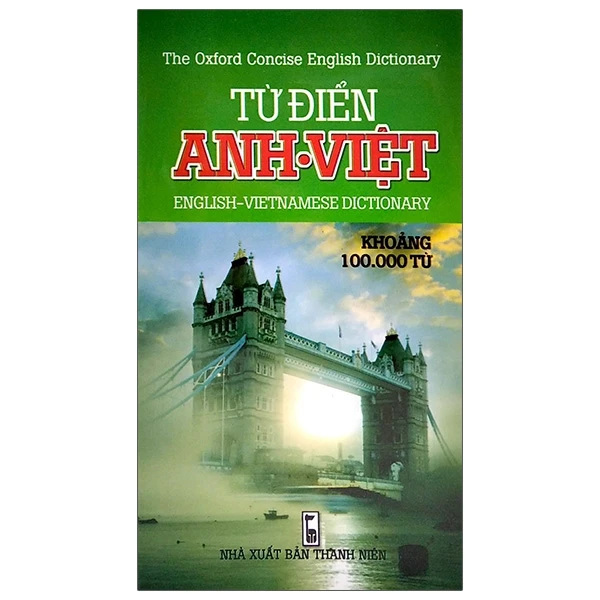 The Oxford Concise English Dictionary
TỪ ĐIỂN
ANH•VIỆT
ENGLISH-VIETNAMESE DICTIONARY
KHOẢNG
100.000 TỪ
NHÀ XUẤT BẢN THANH NIÊN